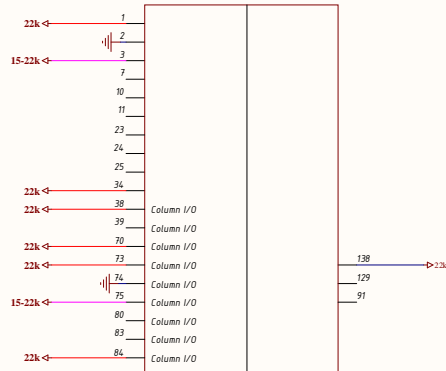 22k 1
2
15-22k 3
7
10
11
23
24
25
22k 34
22k 38 Column I/O
39 Column I/O
22k 70 Column I/O
22k 73 Column I/O 138 22k
74 Column I/O 129
15-22k 75 Column I/O 91
80 Column I/O
83 Column I/O
22k 84 Column I/O